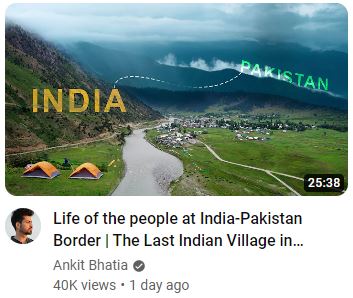 INDIA
PAKISTAN
25:38
Life of the people at India-Pakistan
Border | The Last Indian Village in...
Ankit Bhatia
40K views • 1 day ago